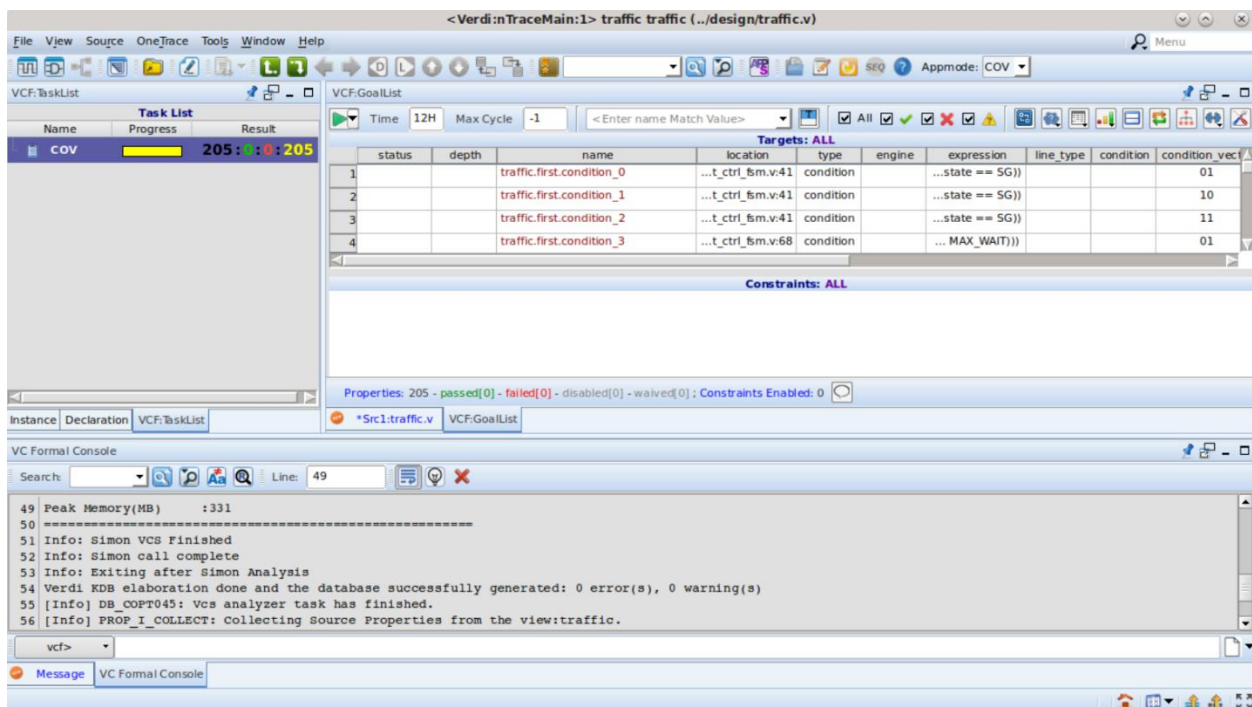 <Verdi:nTraceMain:1> traffic traffic (../design/traffic.v)
File View Source OneTrace Tools Window Help
Menu
SEQ Appmode: COV
VCF:TaskList
Task List
Name Progress Result
COV 205:0:0:205
Instance Declaration VCF:TaskList
VCF:GoalList
Time 12H Max Cycle -1 <Enter name Match Value> All
Targets: ALL
status depth name location type engine expression line_type condition condition_vect
1 traffic.first.condition_0 ...t_ctrl_fsm.v:41 condition ...state == SG)) 01
2 traffic.first.condition_1 ...t_ctrl_fsm.v:41 condition ...state == SG)) 10
3 traffic.first.condition_2 ...t_ctrl_fsm.v:41 condition ...state == SG)) 11
4 traffic.first.condition_3 ...t_ctrl_fsm.v:68 condition ... MAX_WAIT))) 01
Constraints: ALL
Properties: 205 - passed[0] - failed[0] - disabled[0] - waived[0] ; Constraints Enabled: 0
*Src1:traffic.v VCF:GoalList
VC Formal Console
Search: Aa Line: 49
49 Peak Memory(MB) :331
50 ======================================================
51 Info: Simon VCS Finished
52 Info: Simon call complete
53 Info: Exiting after Simon Analysis
54 Verdi KDB elaboration done and the database successfully generated: 0 error(s), 0 warning(s)
55 [Info] DB_COPT045: Vcs analyzer task has finished.
56 [Info] PROP_I_COLLECT: Collecting Source Properties from the view:traffic.
vcf>
Message VC Formal Console